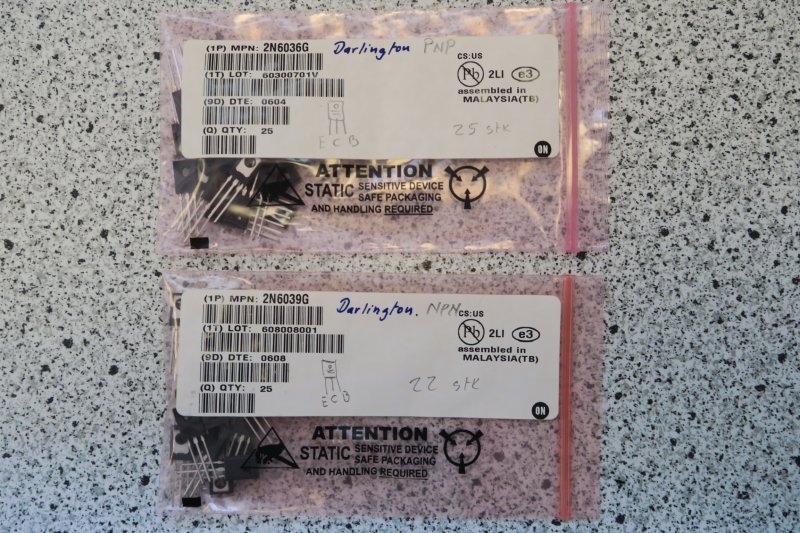 (1P) MPN: 2N6036G Darlington PNP
CS:US
(1T) LOT: 60300701V
Pb 2LI e3
assembled in
MALAYSIA(TB)
(9D) DTE: 0604
(Q) QTY: 25
E C B
25 stk
ON
ATTENTION
STATIC SENSITIVE DEVICE
SAFE PACKAGING
AND HANDLING REQUIRED
(1P) MPN: 2N6039G Darlington. NPN
CS:US
(1T) LOT: 608008001
Pb 2LI e3
assembled in
MALAYSIA(TB)
(9D) DTE: 0608
(Q) QTY: 25
E C B
22 stk
ON
ATTENTION
STATIC SENSITIVE DEVICE
SAFE PACKAGING
AND HANDLING REQUIRED